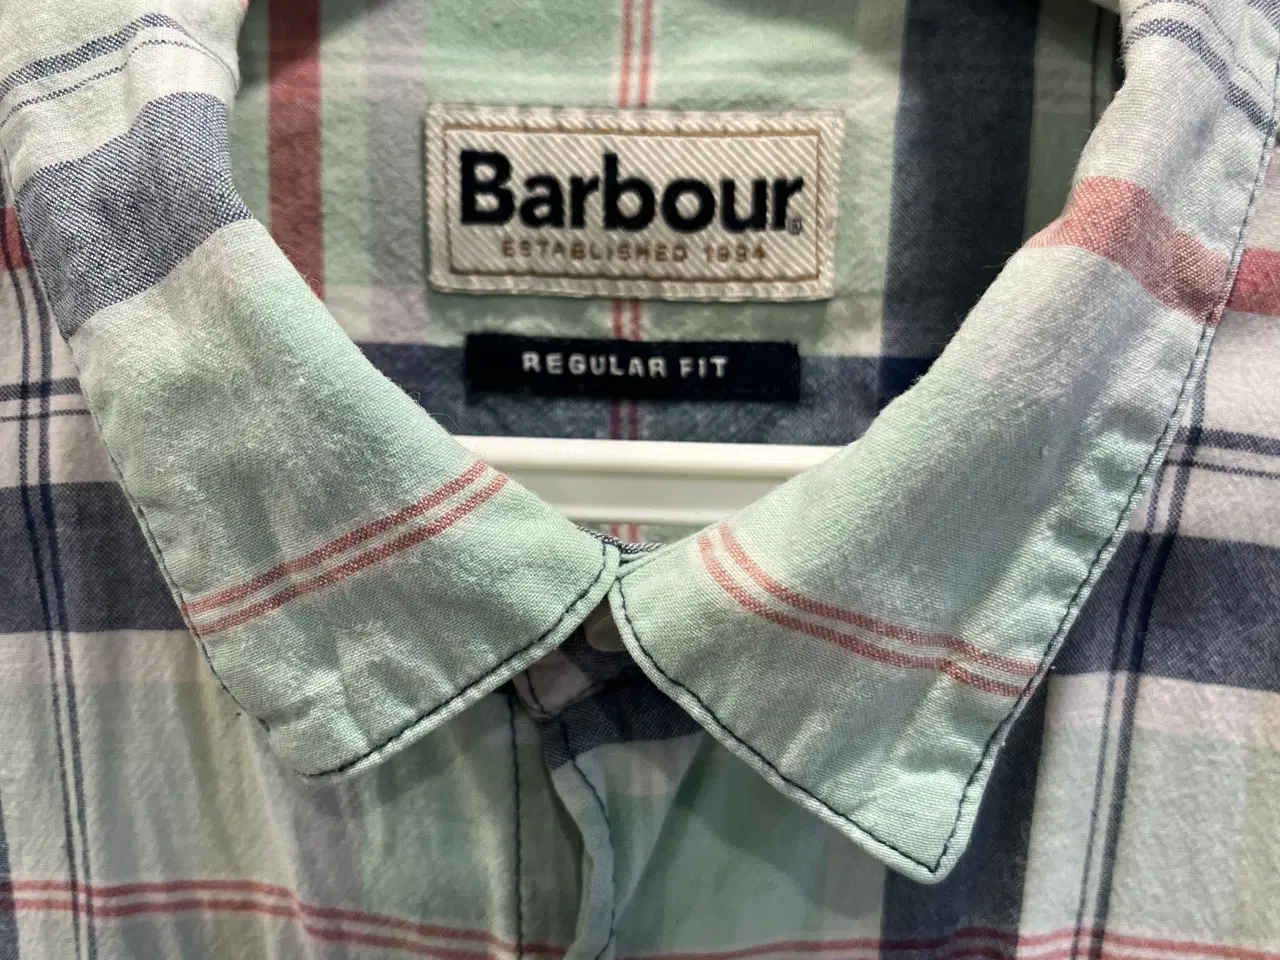 Barbour®
ESTABLISHED 1894
REGULAR FIT